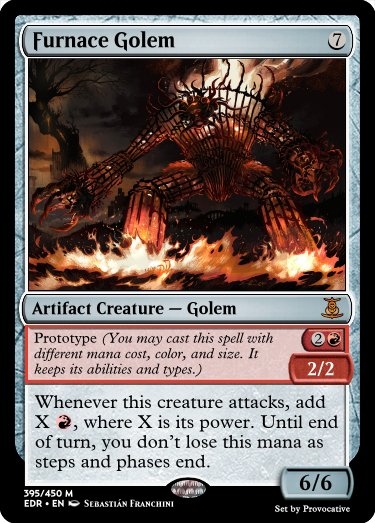 Furnace Golem 7
Artifact Creature — Golem
Prototype (You may cast this spell with 2
different mana cost, color, and size. It
keeps its abilities and types.) 2/2
Whenever this creature attacks, add
X , where X is its power. Until end
of turn, you don't lose this mana as
steps and phases end.
6/6
395/450 M
EDR • EN SEBASTIÁN FRANCHINI
Set by Provocative